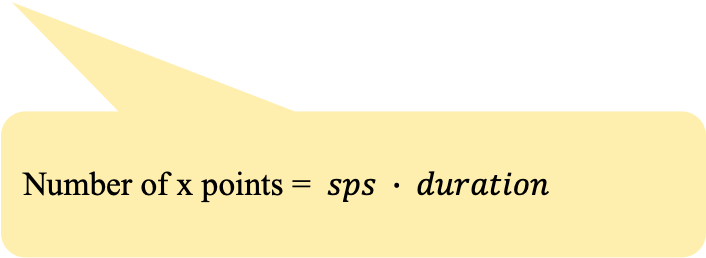 Number of x points = sps · duration